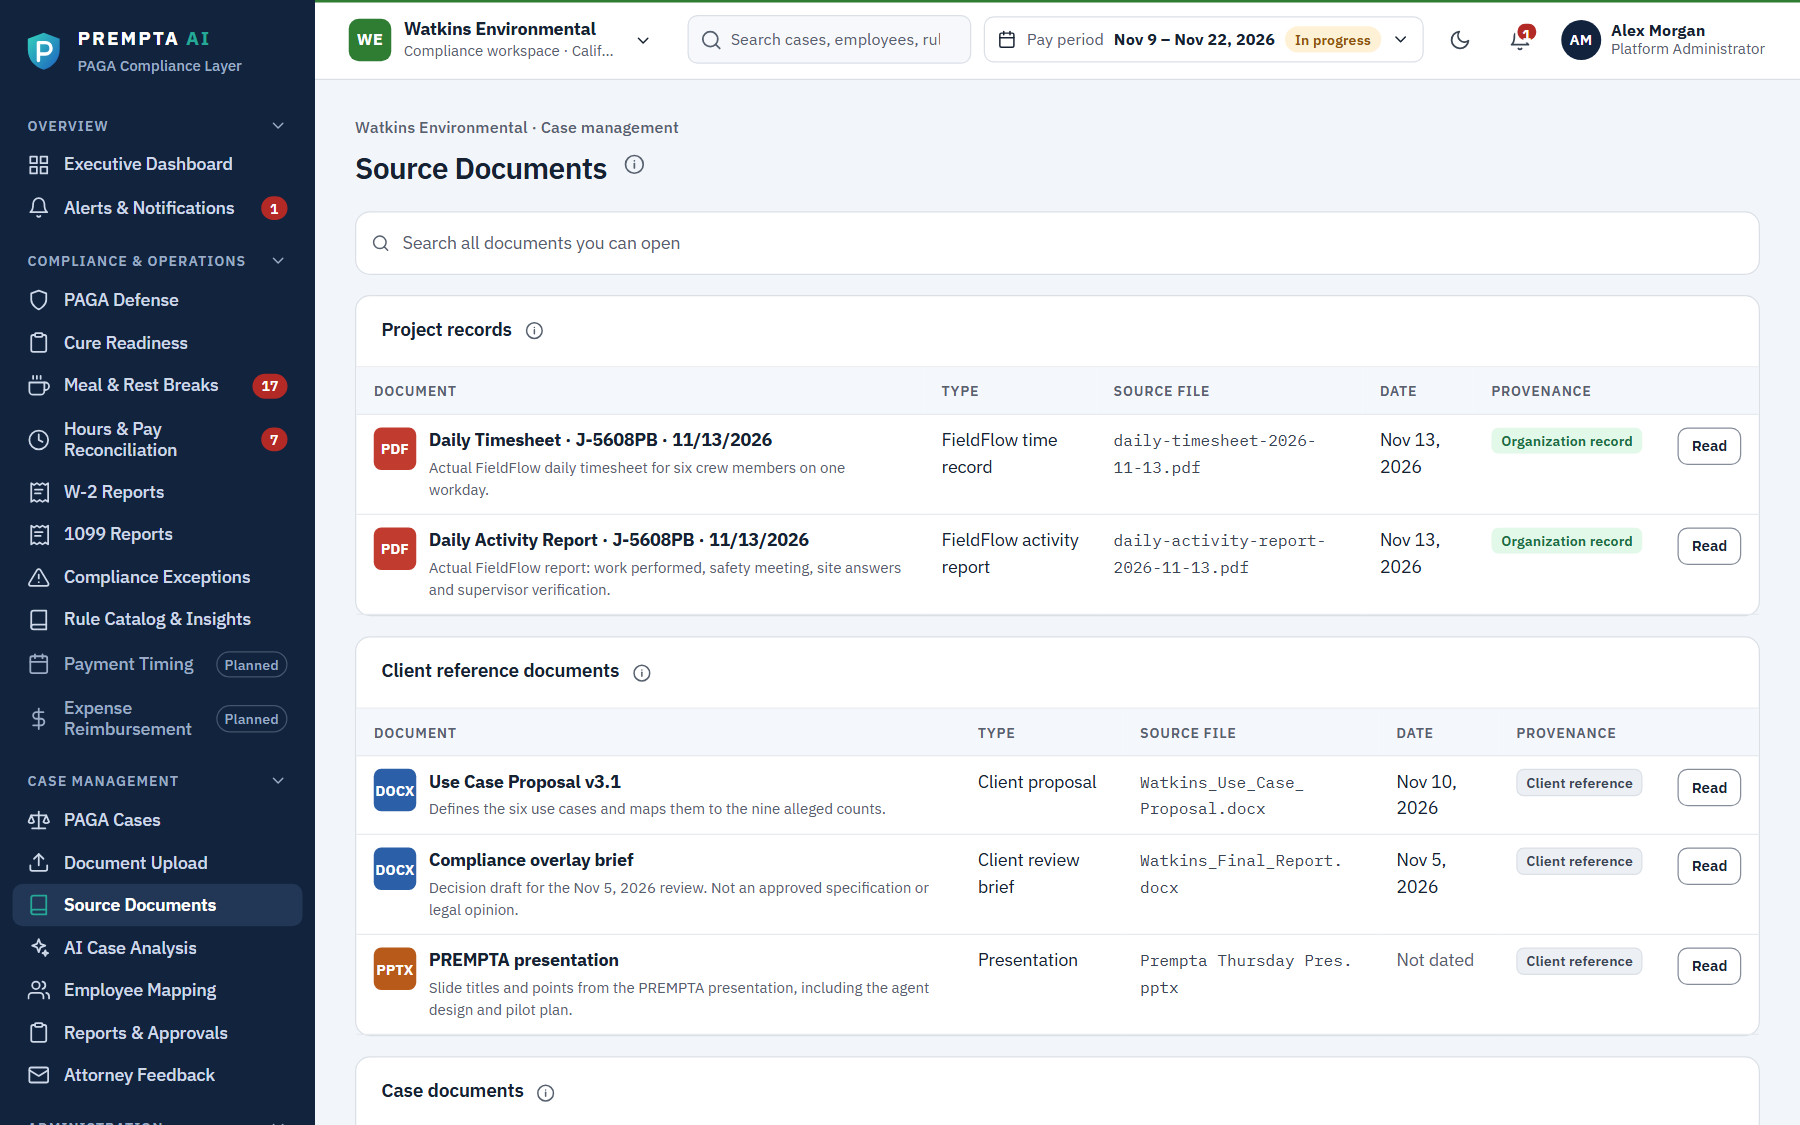 PREMPTA AI
PAGA Compliance Layer
OVERVIEW
Executive Dashboard
Alerts & Notifications 1
COMPLIANCE & OPERATIONS
PAGA Defense
Cure Readiness
Meal & Rest Breaks 17
Hours & Pay
Reconciliation 7
W-2 Reports
1099 Reports
Compliance Exceptions
Rule Catalog & Insights
Payment Timing Planned
Expense
Reimbursement Planned
CASE MANAGEMENT
PAGA Cases
Document Upload
Source Documents
AI Case Analysis
Employee Mapping
Reports & Approvals
Attorney Feedback
WE
Watkins Environmental
Compliance workspace · Calif...
Search cases, employees, rul
Pay period Nov 9 – Nov 22, 2026 In progress
1
AM
Alex Morgan
Platform Administrator
Watkins Environmental · Case management
Source Documents
Search all documents you can open
Project records
DOCUMENT TYPE SOURCE FILE DATE PROVENANCE
PDF Daily Timesheet · J-5608PB · 11/13/2026
Actual FieldFlow daily timesheet for six crew members on one
workday.
FieldFlow time
record
daily-timesheet-2026-
11-13.pdf
Nov 13,
2026
Organization record
Read
PDF Daily Activity Report · J-5608PB · 11/13/2026
Actual FieldFlow report: work performed, safety meeting, site answers
and supervisor verification.
FieldFlow activity
report
daily-activity-report-
2026-11-13.pdf
Nov 13,
2026
Organization record
Read
Client reference documents
DOCUMENT TYPE SOURCE FILE DATE PROVENANCE
DOCX Use Case Proposal v3.1
Defines the six use cases and maps them to the nine alleged counts.
Client proposal
Watkins_Use_Case_
Proposal.docx
Nov 10,
2026
Client reference
Read
DOCX Compliance overlay brief
Decision draft for the Nov 5, 2026 review. Not an approved specification or
legal opinion.
Client review
brief
Watkins_Final_Report.
docx
Nov 5,
2026
Client reference
Read
PPTX PREMPTA presentation
Slide titles and points from the PREMPTA presentation, including the agent
design and pilot plan.
Presentation
Prempta Thursday Pres.
pptx
Not dated
Client reference
Read
Case documents